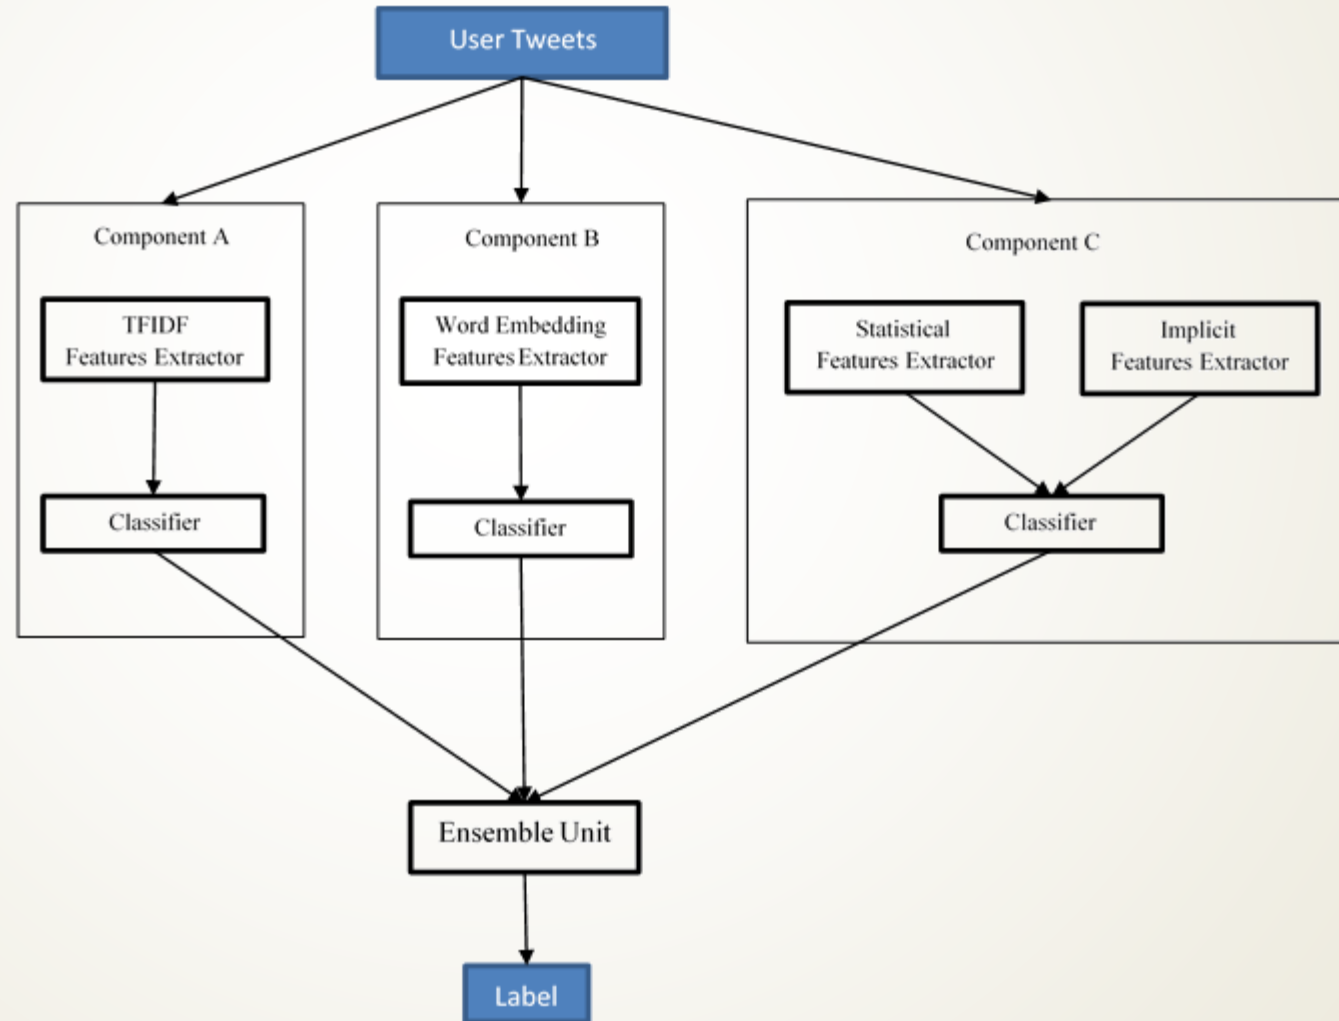 User Tweets
Component A
TFIDF
Features Extractor
Classifier
Component B
Word Embedding
Features Extractor
Classifier
Component C
Statistical
Features Extractor
Implicit
Features Extractor
Classifier
Ensemble Unit
Label